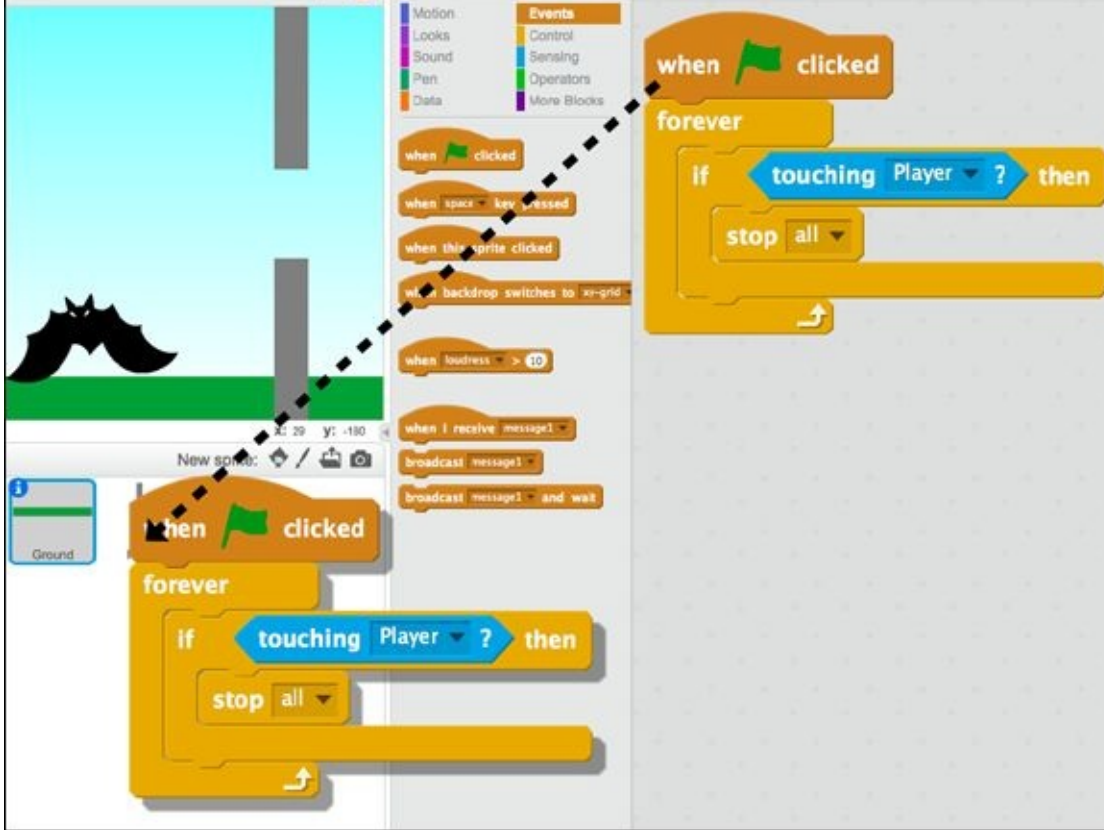 Motion
Events
Looks
Control
Sound
Sensing
Pen
Operators
Data
More Blocks
when clicked
when space key pressed
when this sprite clicked
when backdrop switches to xy-grid
when loudness > 10
when I receive message1
broadcast message1
broadcast message1 and wait
x: 29 y: -180
New sprite:
Ground
when clicked
forever
if touching Player ? then
stop all
when clicked
forever
if touching Player ? then
stop all